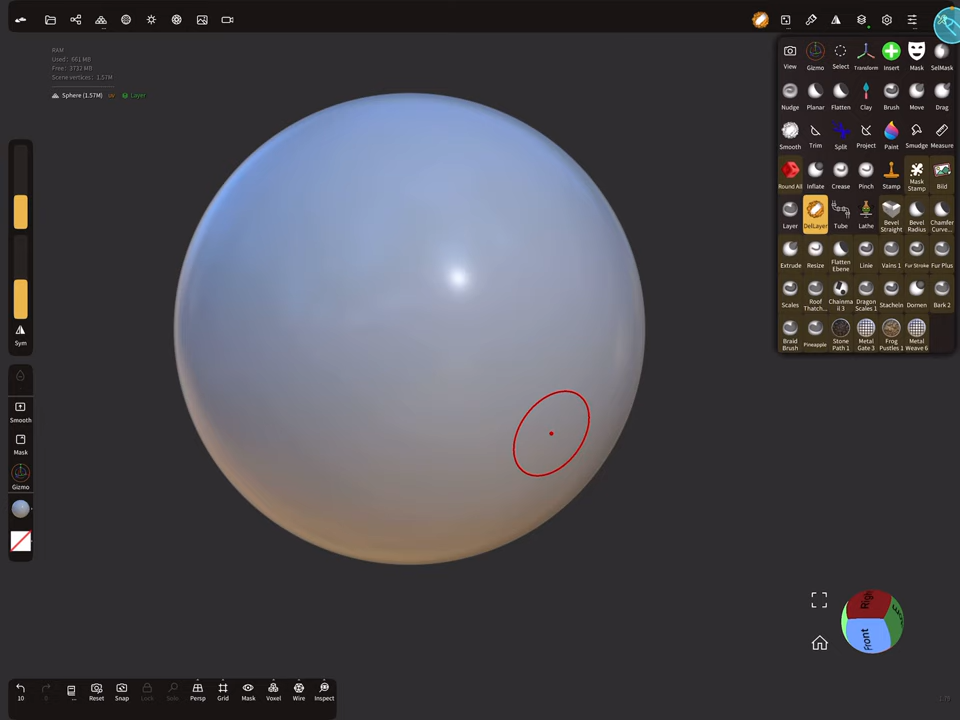 RAM
Used: 661 MB
Free: 3732 MB
Scene vertices: 1.57M
Sphere (1.57M) UV Layer
View Gizmo Select Transform Insert Mask SelMask
Nudge Planar Flatten Clay Brush Move Drag
Smooth Trim Split Project Paint Smudge Measure
Round All Inflate Crease Pinch Stamp Mask Stamp Bild
Layer DelLayer Tube Lathe Bevel Straight Bevel Radius Chamfer Curve...
Extrude Resize Flatten Ebene Linie Vains 1 Fur Stroke Fur Plus
Scales Roof Thatch... Chainmail 3 Dragon Scales 1 Stacheln Dornen Bark 2
Braid Brush Pineapple Stone Path 1 Metal Gate 3 Frog Pustles 1 Metal Weave 6
Sym
Smooth
Mask
Gizmo
Right
Front
10 0 Reset Snap Lock Sole Persp Grid Mask Voxel Wire Inspect
1.78